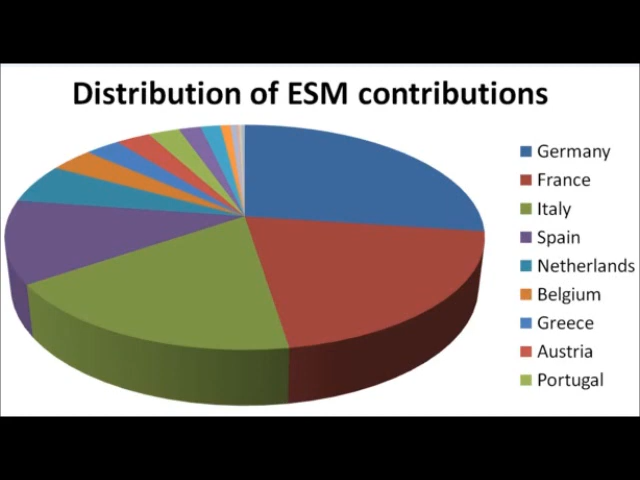 Distribution of ESM contributions
Germany
France
Italy
Spain
Netherlands
Belgium
Greece
Austria
Portugal